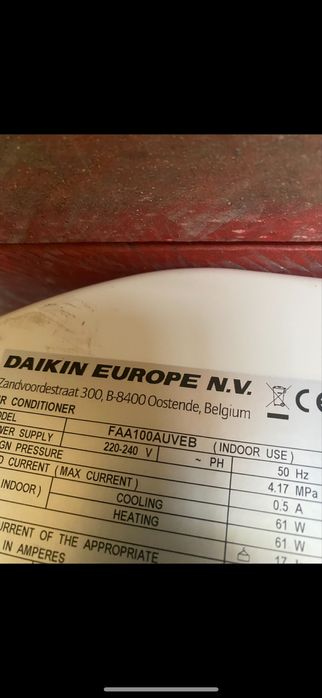 DAIKIN EUROPE N.V.
Zandvoordestraat 300, B-8400 Oostende, Belgium
CE
R CONDITIONER
ODEL FAA100AUVEB (INDOOR USE)
WER SUPPLY 220-240 V ~ PH 50 Hz
GN PRESSURE 4.17 MPa
D CURRENT (MAX CURRENT) 0.5 A
INDOOR) COOLING 61 W
HEATING 61 W
URRENT OF THE APPROPRIATE
IN AMPERES 17